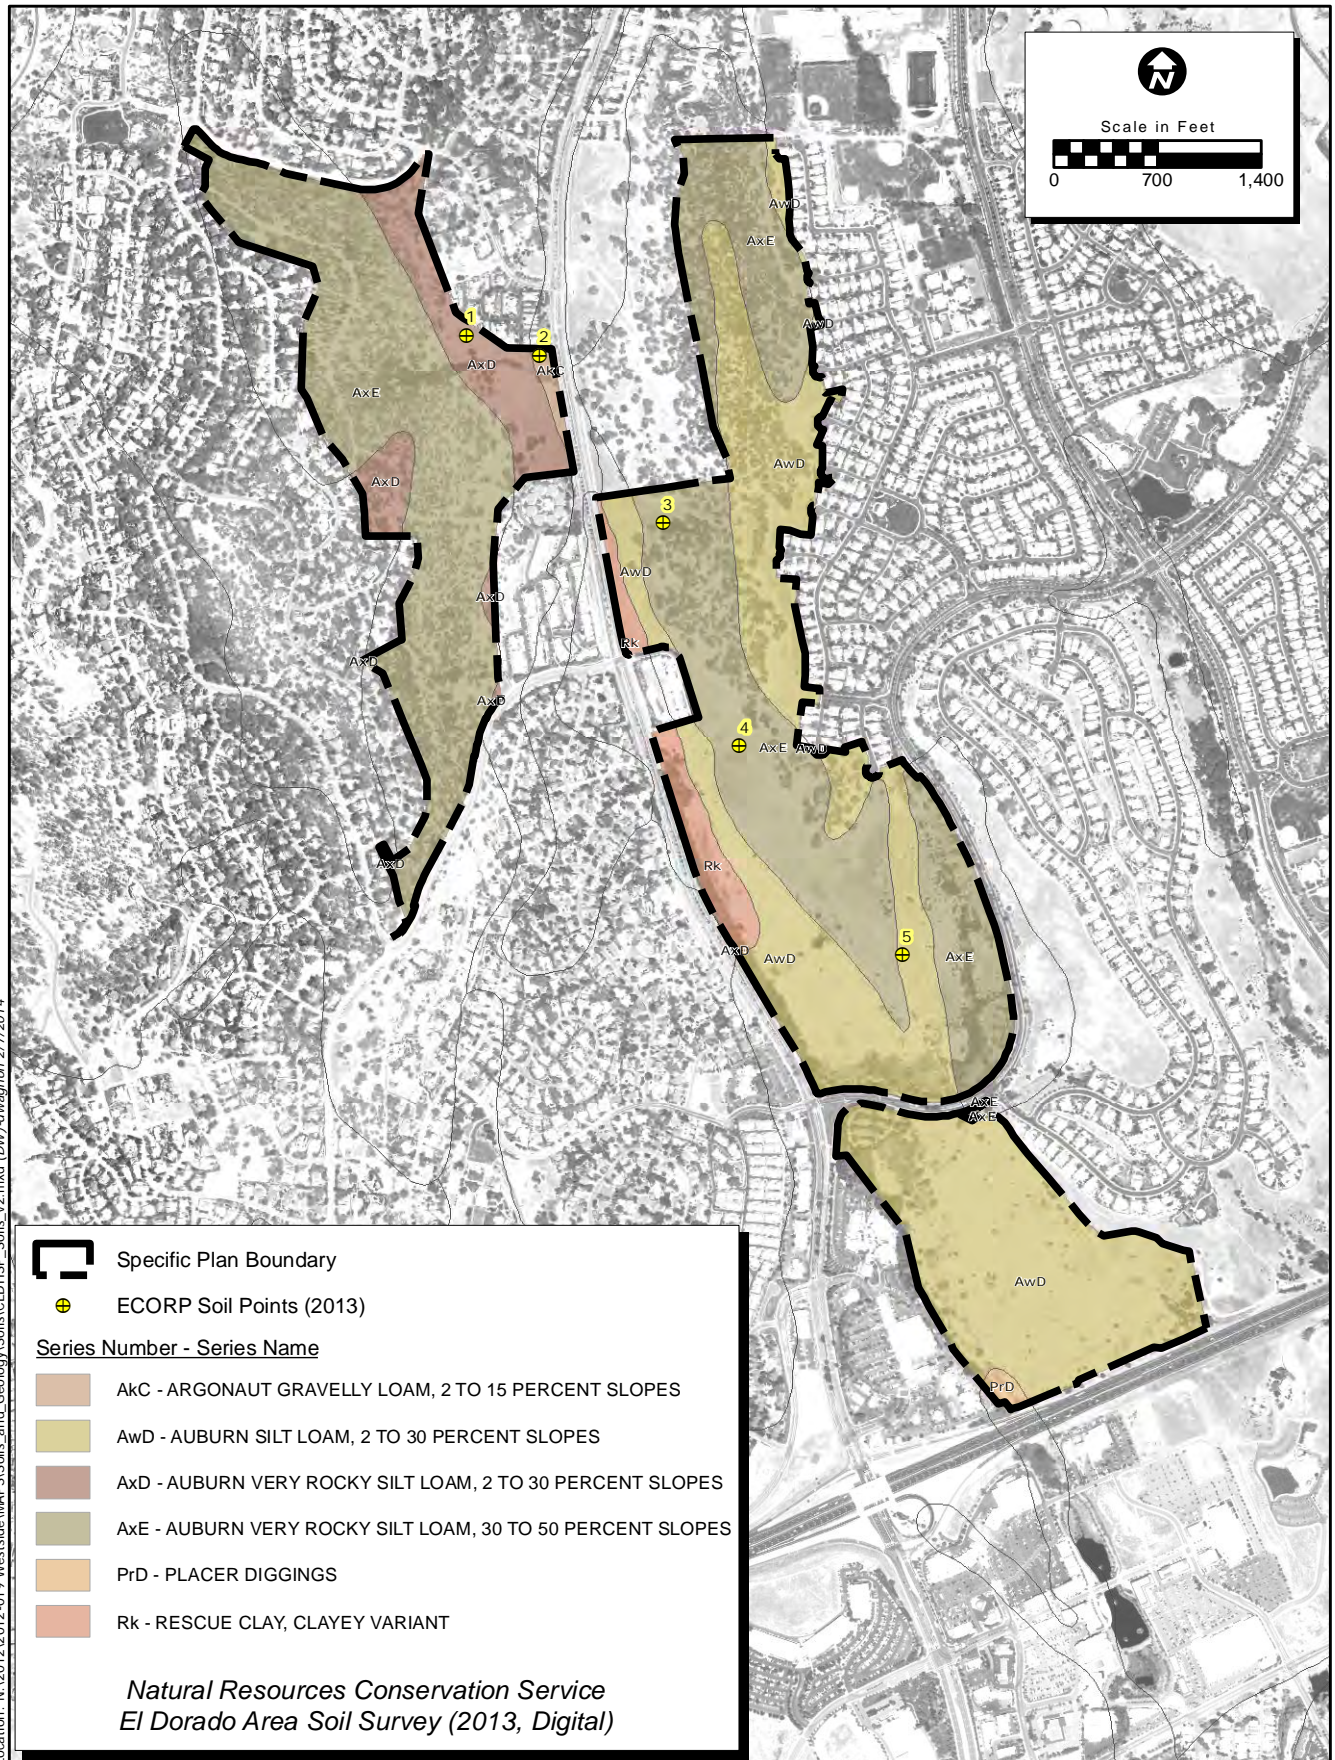 N
Scale in Feet
0 700 1,400
AwD
AxE
AwD
1
2
AxD
AkC
AxE
AwD
AxD
3
AwD
AxD
Rk
AxD
AxD
4
AxE AwD
AxD
Rk
5
AxD
AwD
AxE
AxE
AxE
AwD
PrD
Specific Plan Boundary
ECORP Soil Points (2013)
Series Number - Series Name
AkC - ARGONAUT GRAVELLY LOAM, 2 TO 15 PERCENT SLOPES
AwD - AUBURN SILT LOAM, 2 TO 30 PERCENT SLOPES
AxD - AUBURN VERY ROCKY SILT LOAM, 2 TO 30 PERCENT SLOPES
AxE - AUBURN VERY ROCKY SILT LOAM, 30 TO 50 PERCENT SLOPES
PrD - PLACER DIGGINGS
Rk - RESCUE CLAY, CLAYEY VARIANT
Natural Resources Conservation Service
El Dorado Area Soil Survey (2013, Digital)